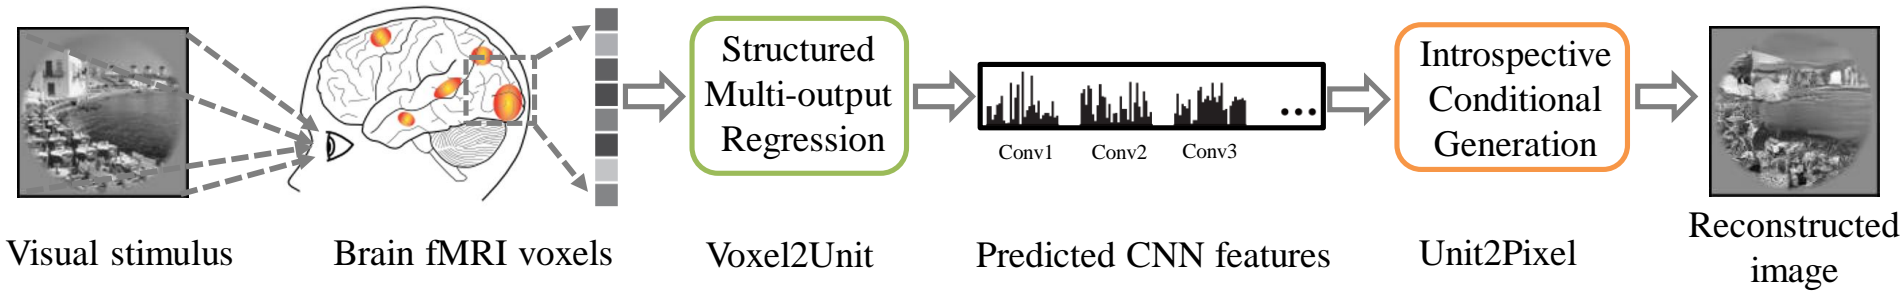 Structured
Multi-output
Regression
Introspective
Conditional
Generation
Conv1 Conv2 Conv3
Visual stimulus
Brain fMRI voxels
Voxel2Unit
Predicted CNN features
Unit2Pixel
Reconstructed
image